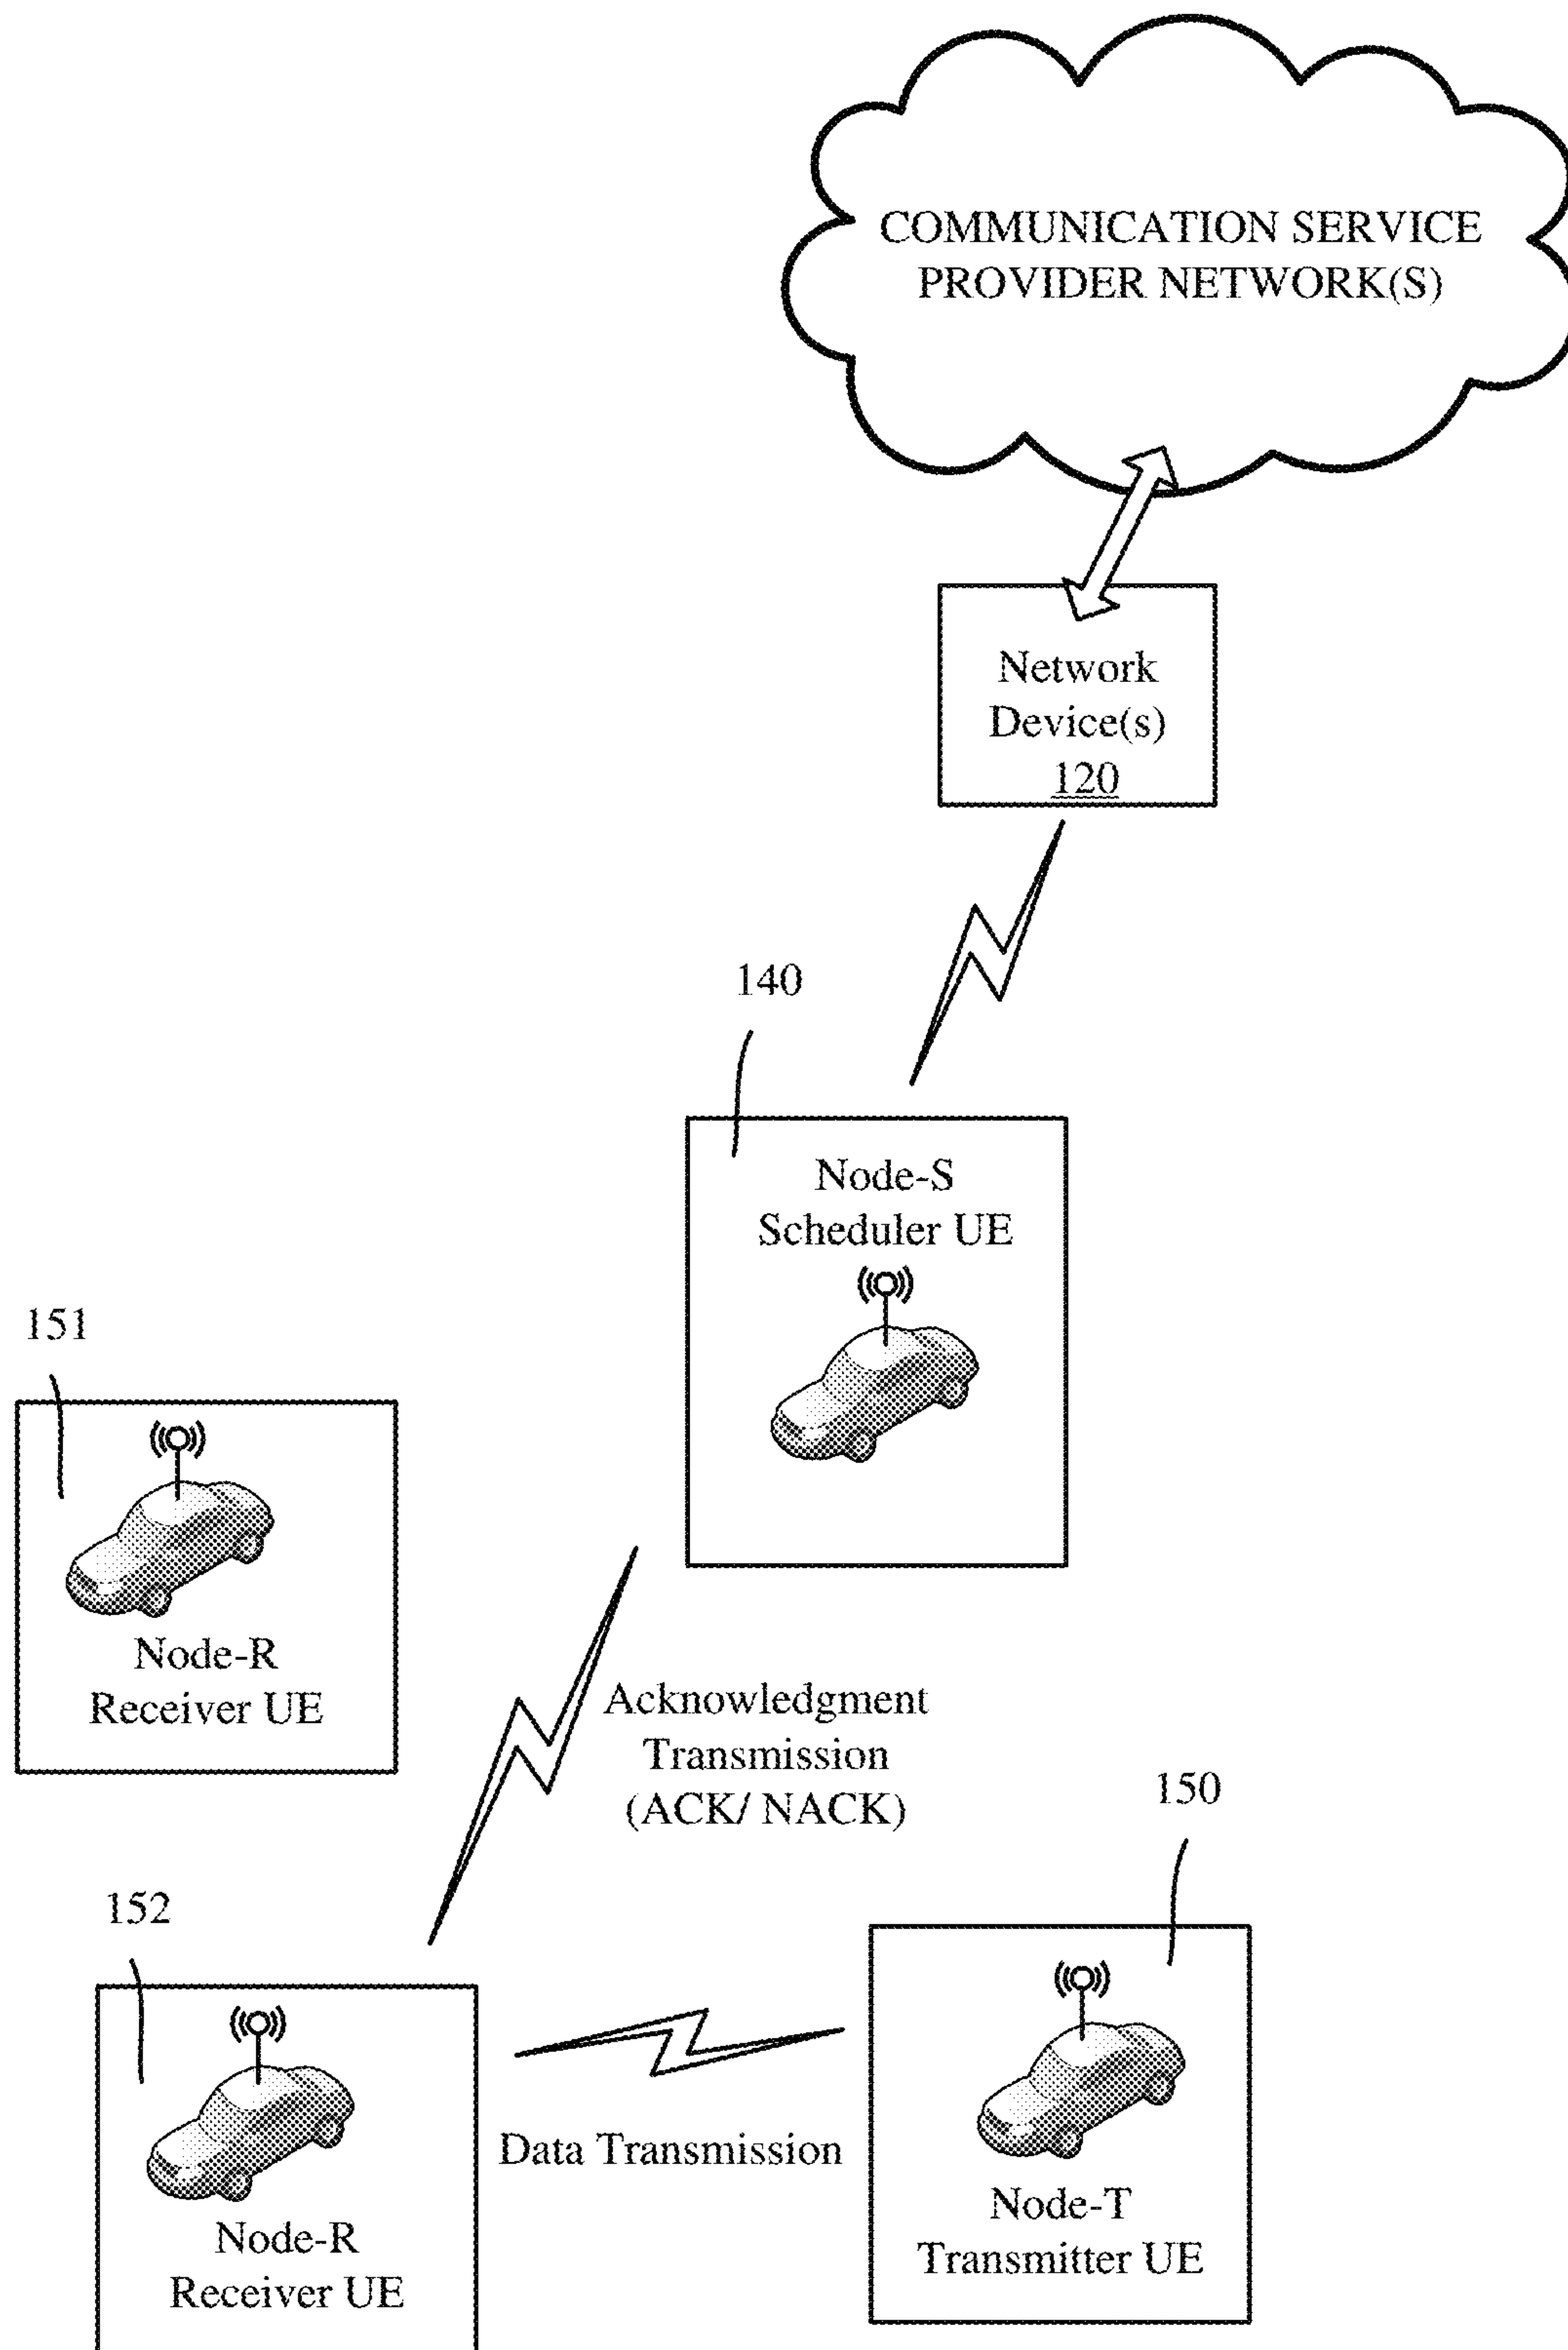 COMMUNICATION SERVICE
PROVIDER NETWORK(S)
Network
Device(s)
120
140
Node-S
Scheduler UE
151
Node-R
Receiver UE
Acknowledgment
Transmission
(ACK/ NACK)
150
152
Data Transmission
Node-T
Transmitter UE
Node-R
Receiver UE